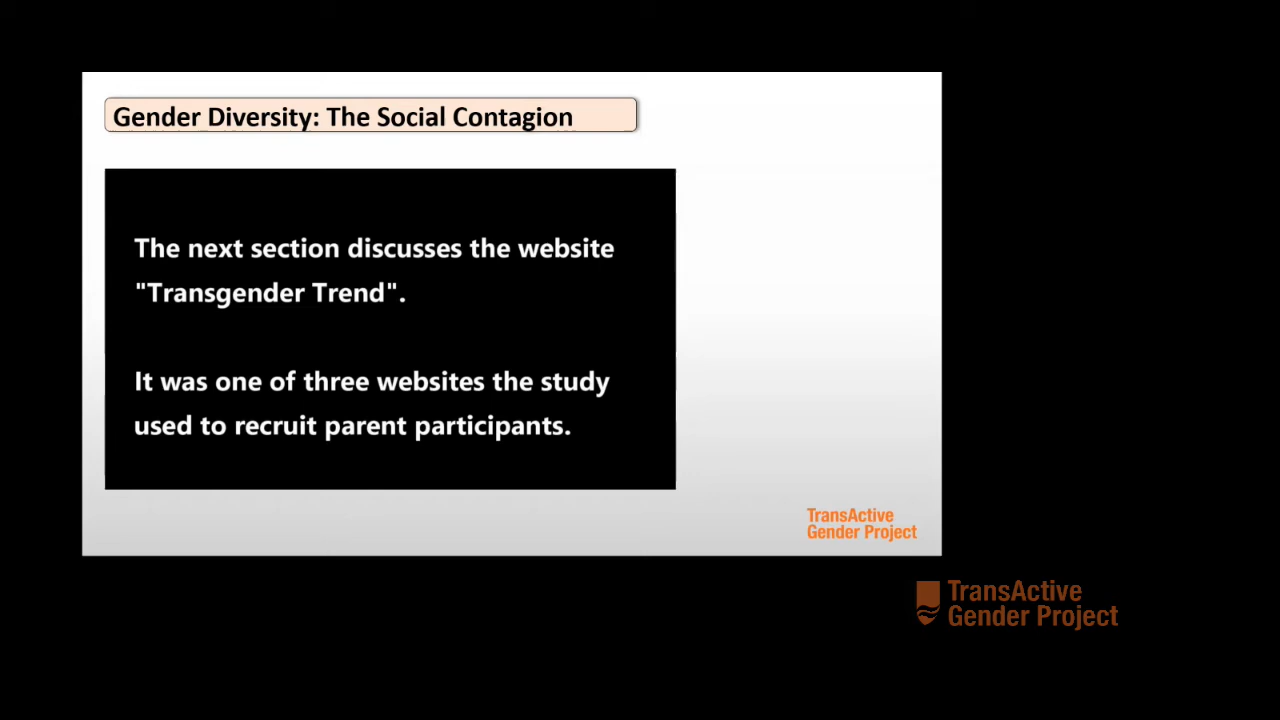 Gender Diversity: The Social Contagion
The next section discusses the website
"Transgender Trend".
It was one of three websites the study
used to recruit parent participants.
TransActive
Gender Project
TransActive
Gender Project